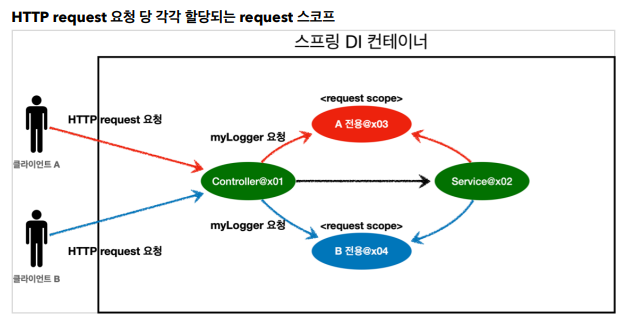 HTTP request 요청 당 각각 할당되는 request 스코프
스프링 DI 컨테이너
<request scope>
HTTP request 요청
A 전용@x03
myLogger 요청
클라이언트 A
Controller@x01
Service@x02
myLogger 요청
<request scope>
HTTP request 요청
B 전용@x04
클라이언트 B